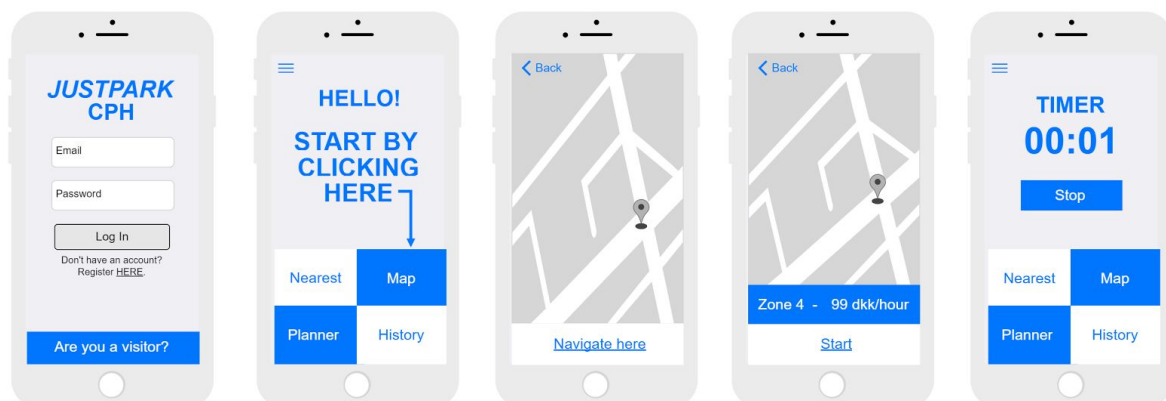 JUSTPARK
CPH
Email
Password
Log In
Don't have an account?
Register HERE.
Are you a visitor?
HELLO!
START BY
CLICKING
HERE
Nearest
Map
Planner
History
Back
Navigate here
Back
Zone 4 - 99 dkk/hour
Start
TIMER
00:01
Stop
Nearest
Map
Planner
History